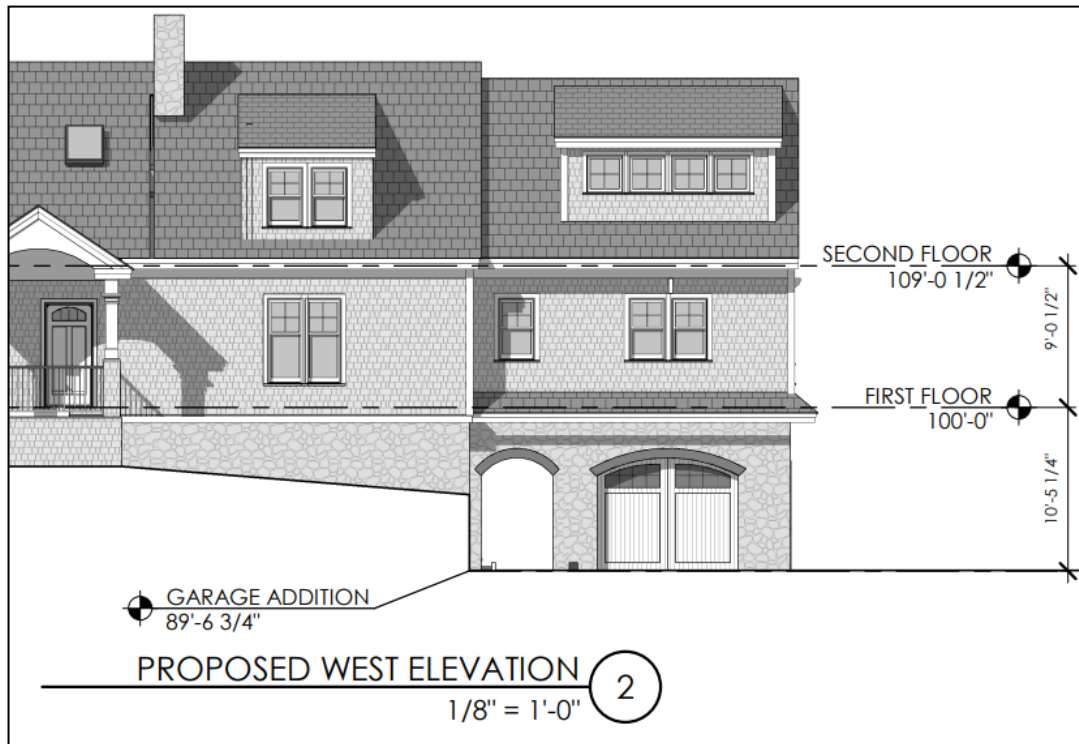 SECOND FLOOR
109'-0 1/2"
9'-0 1/2"
FIRST FLOOR
100'-0"
10'-5 1/4"
GARAGE ADDITION
89'-6 3/4"
PROPOSED WEST ELEVATION
2
1/8" = 1'-0"